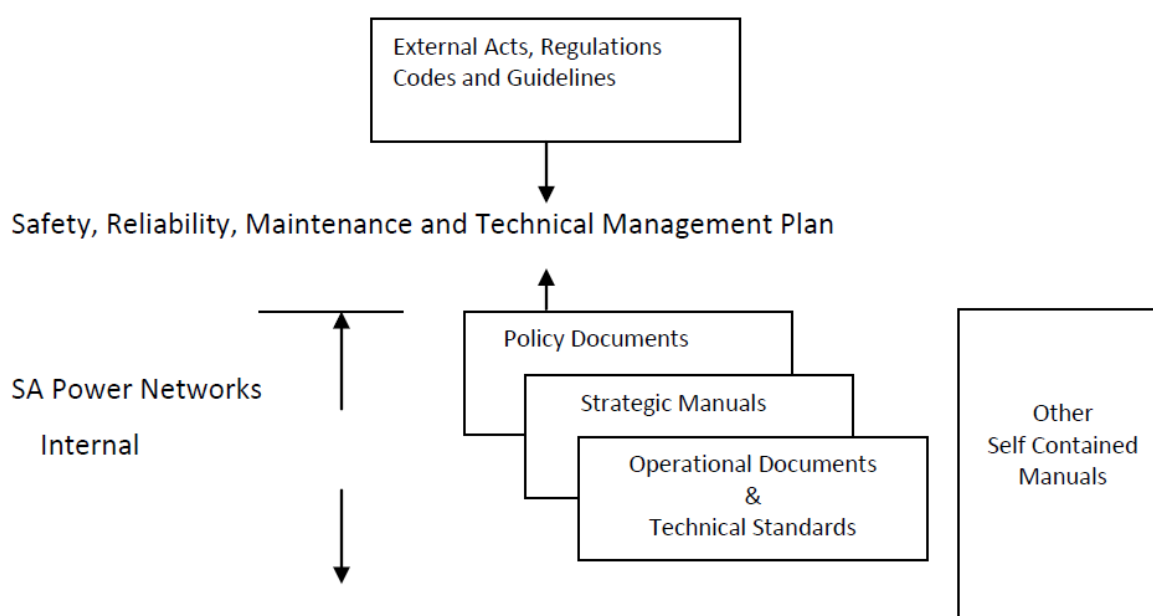 External Acts, Regulations
Codes and Guidelines
Safety, Reliability, Maintenance and Technical Management Plan
SA Power Networks
Internal
Policy Documents
Strategic Manuals
Operational Documents
&
Technical Standards
Other
Self Contained
Manuals